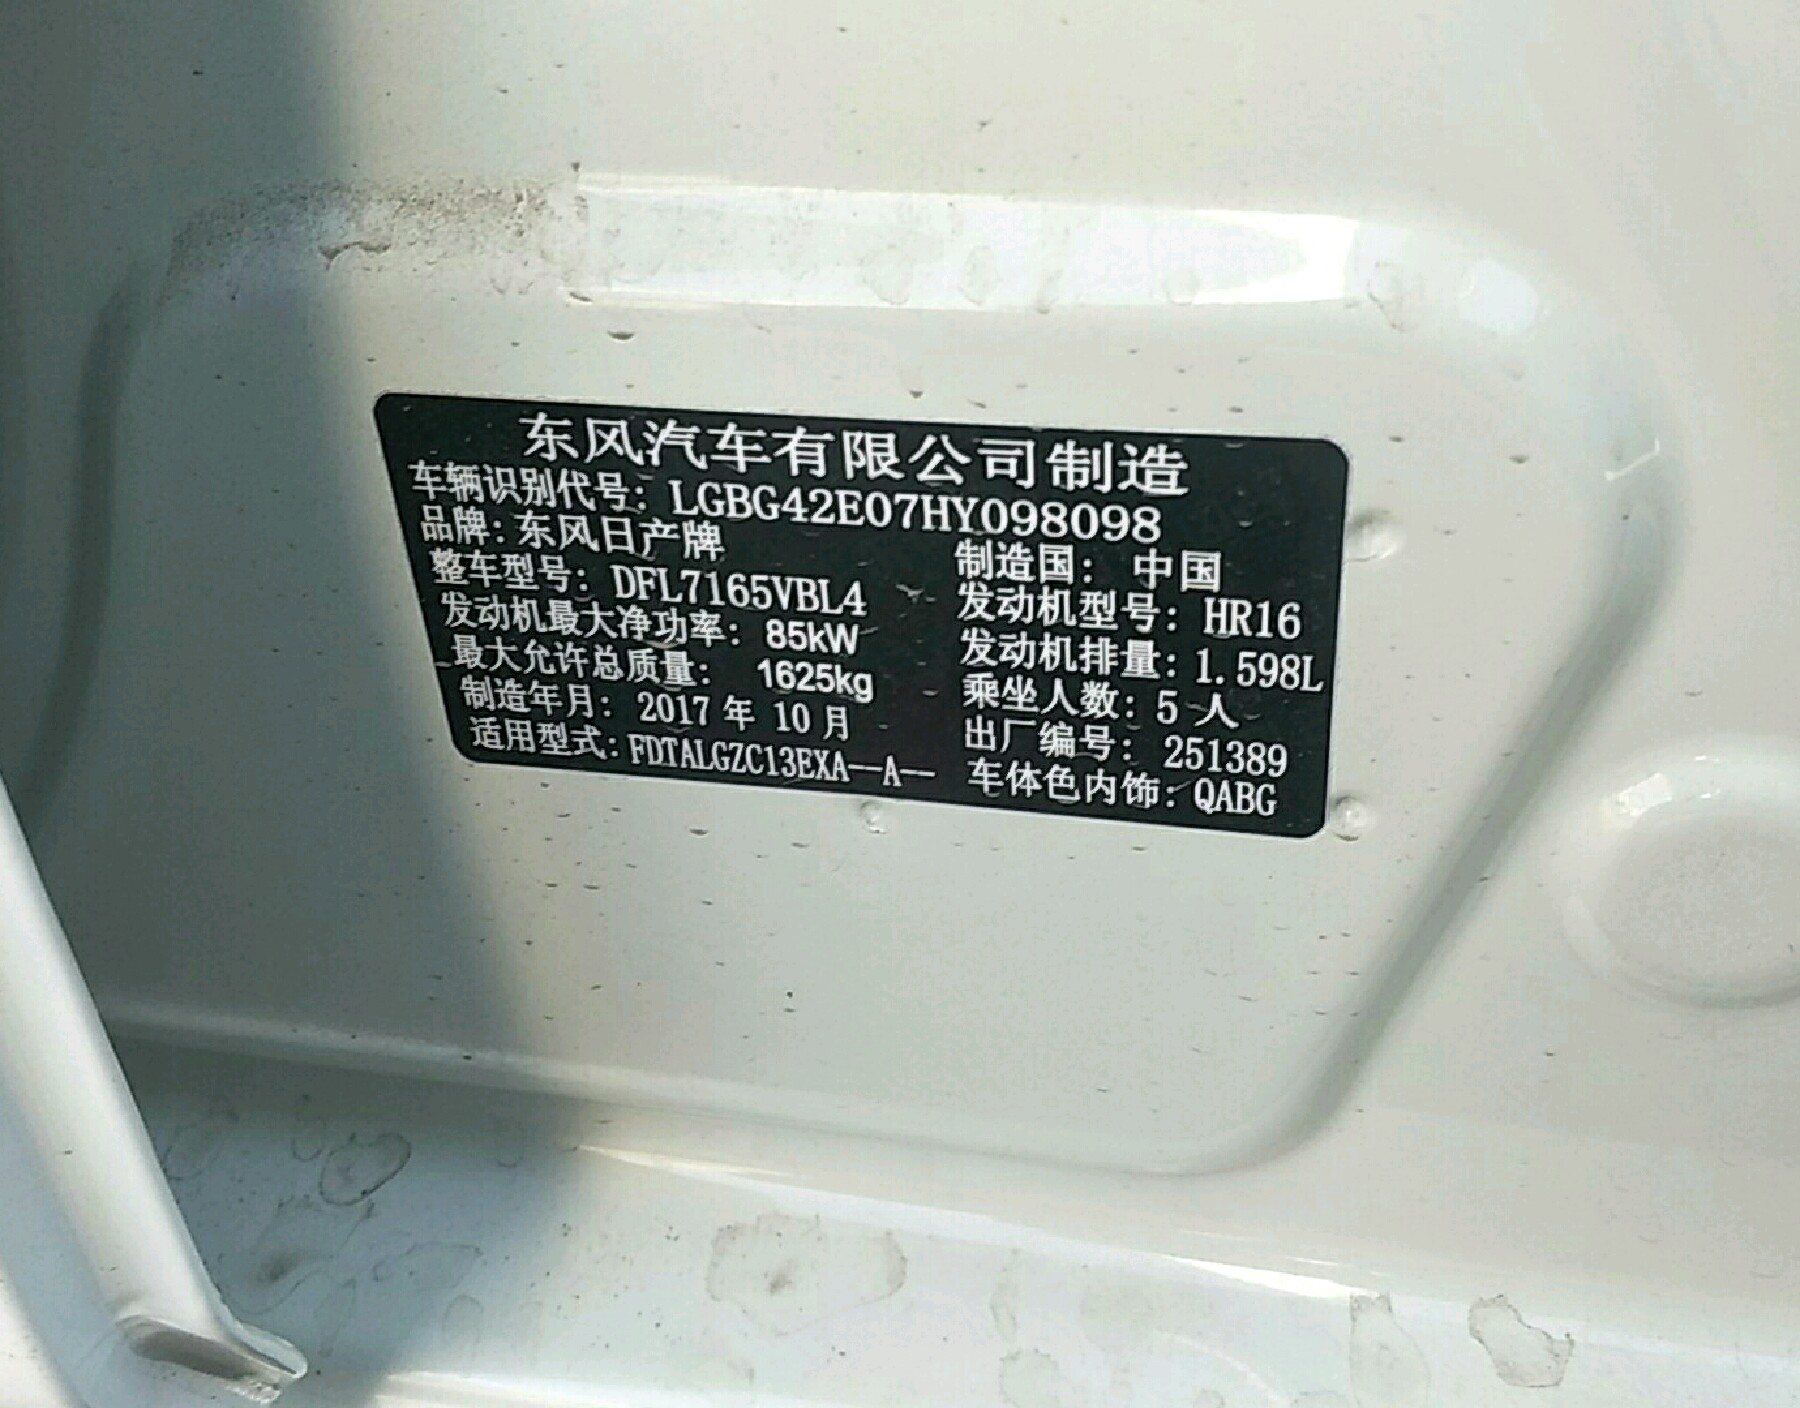 东风汽车有限公司制造
车辆识别代号: LGBG42E07HY098098
品牌: 东风日产牌 制造国: 中国
整车型号: DFL7165VBL4 发动机型号: HR16
发动机最大净功率: 85kW 发动机排量: 1.598L
最大允许总质量: 1625kg 乘坐人数: 5 人
制造年月: 2017 年 10 月 出厂编号: 251389
适用型式: FDTALGZC13EXA--A-- 车体色内饰: QABG